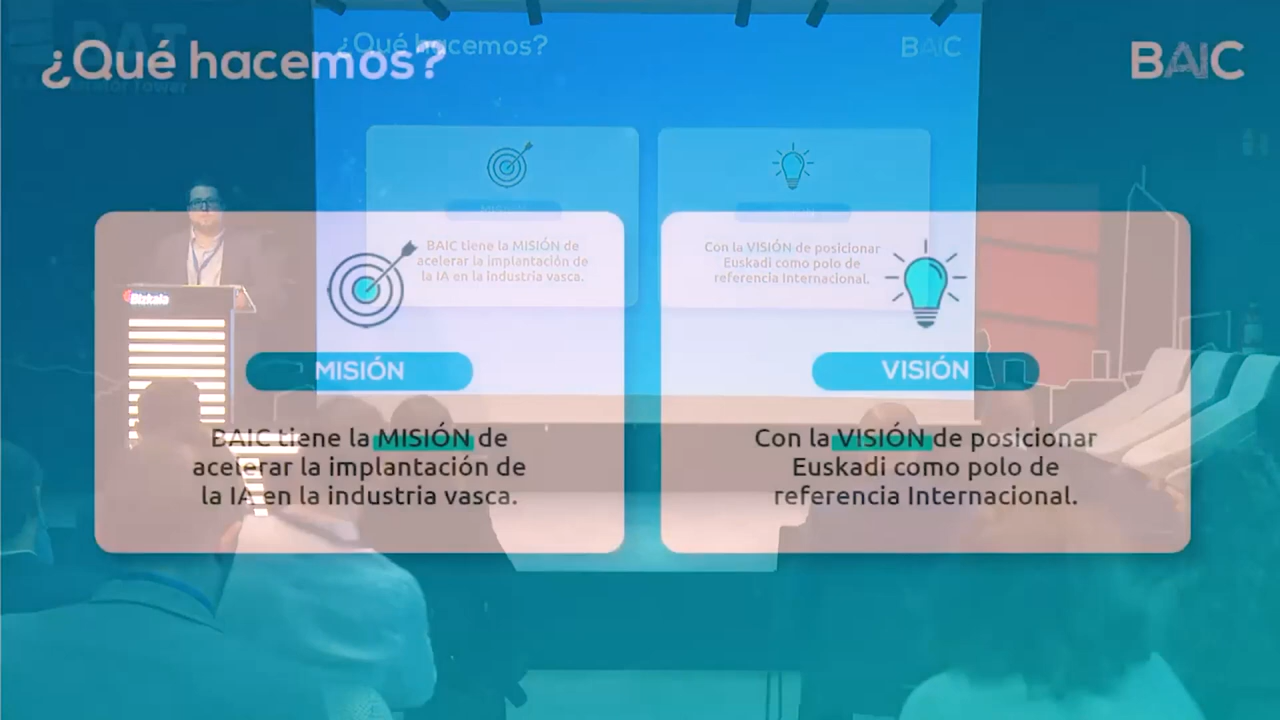 ¿Qué hacemos?
BAIC
BAT
¿Qué hacemos?
BAIC
BAIC tiene la MISIÓN de
acelerar la implantación de
la IA en la industria vasca.
Con la VISIÓN de posicionar
Euskadi como polo de
referencia Internacional.
Bizkaia
MISIÓN
BAIC tiene la MISIÓN de
acelerar la implantación de
la IA en la industria vasca.
VISIÓN
Con la VISIÓN de posicionar
Euskadi como polo de
referencia Internacional.